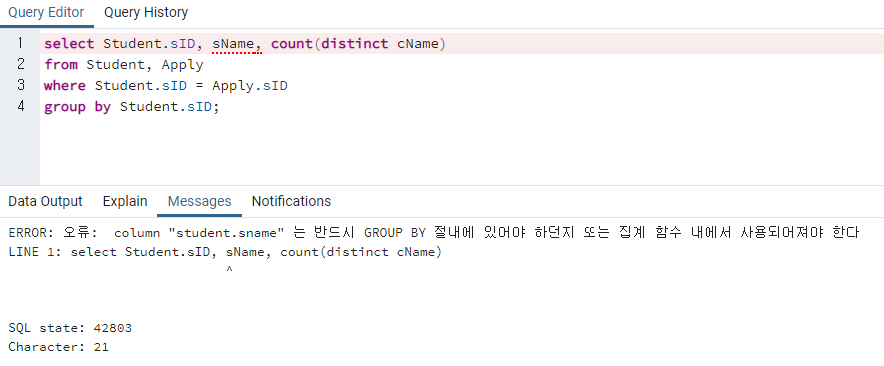 Query Editor Query History
1 select Student.sID, sName, count(distinct cName)
2 from Student, Apply
3 where Student.sID = Apply.sID
4 group by Student.sID;
Data Output Explain Messages Notifications
ERROR: 오류: column "student.sname" 는 반드시 GROUP BY 절내에 있어야 하던지 또는 집계 함수 내에서 사용되어져야 한다
LINE 1: select Student.sID, sName, count(distinct cName)
^
SQL state: 42803
Character: 21